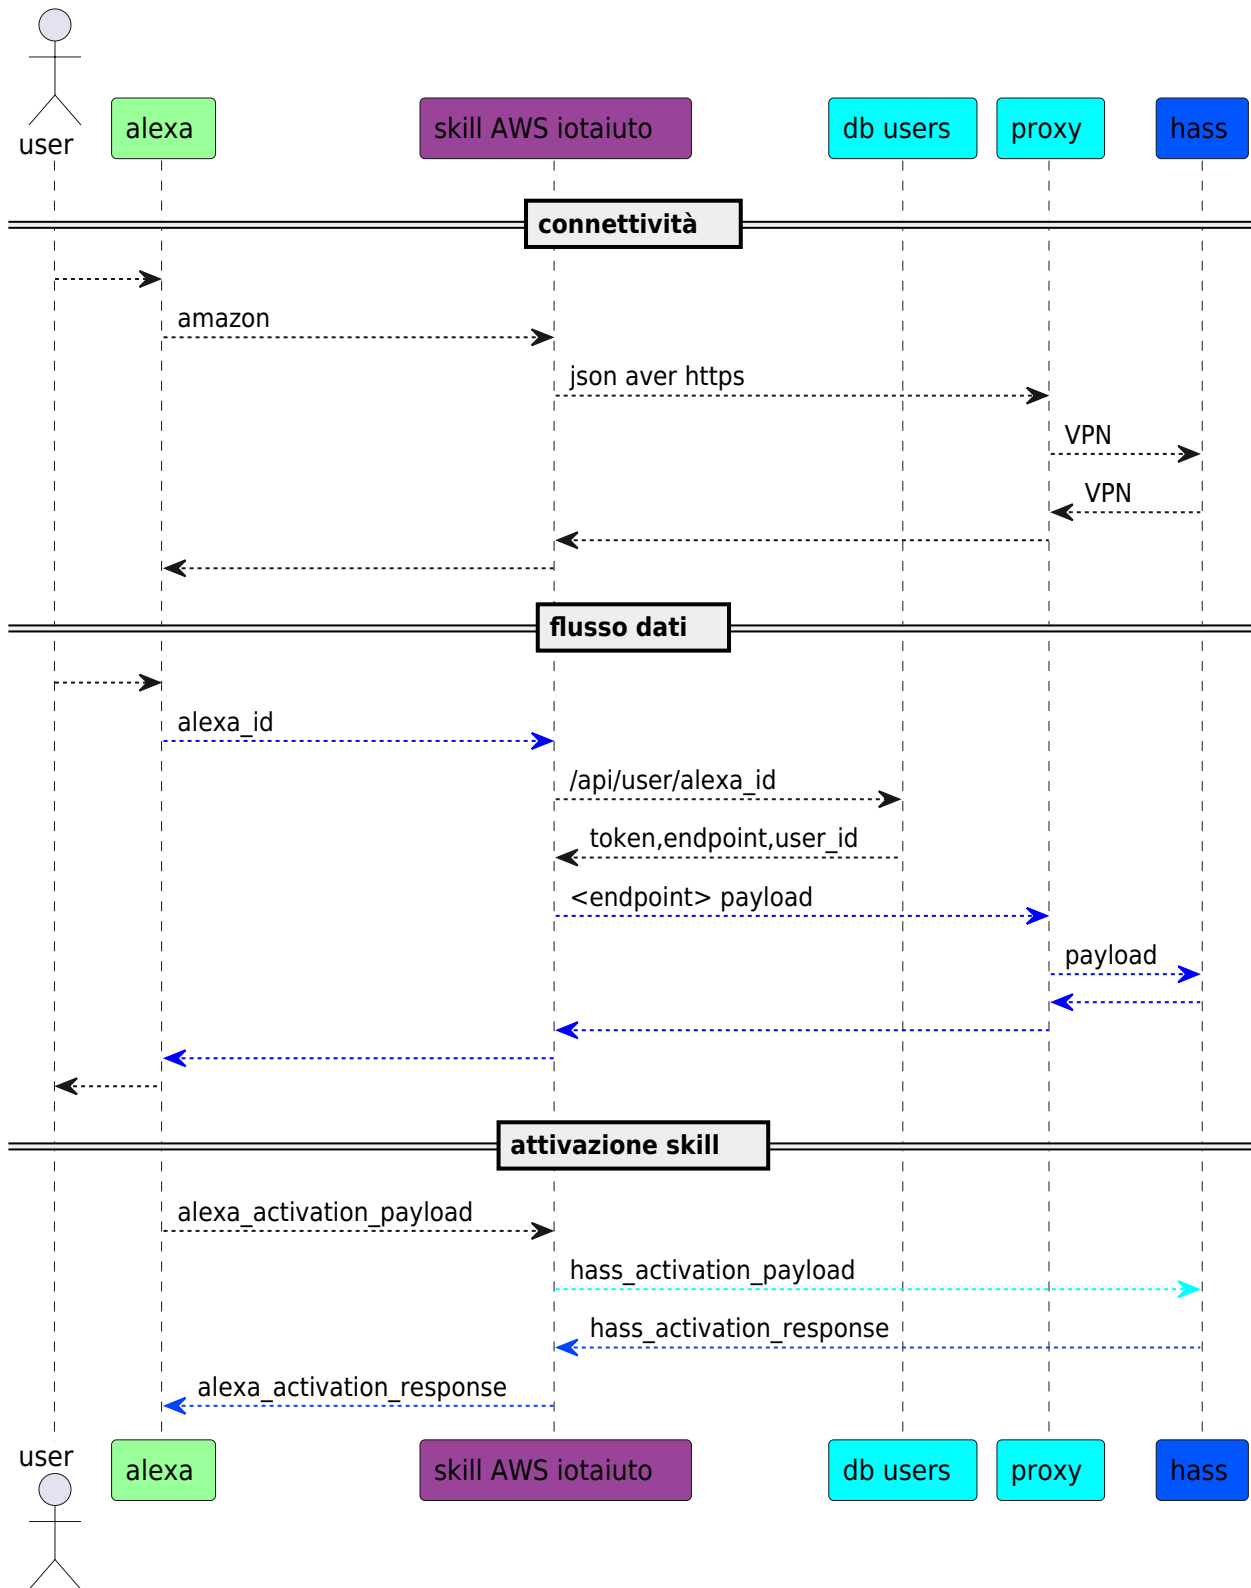 user
alexa
skill AWS iotaiuto
db users
proxy
hass
connettività
amazon
json aver https
VPN
VPN
flusso dati
alexa_id
/api/user/alexa_id
token,endpoint,user_id
<endpoint> payload
payload
attivazione skill
alexa_activation_payload
hass_activation_payload
hass_activation_response
alexa_activation_response
user
alexa
skill AWS iotaiuto
db users
proxy
hass